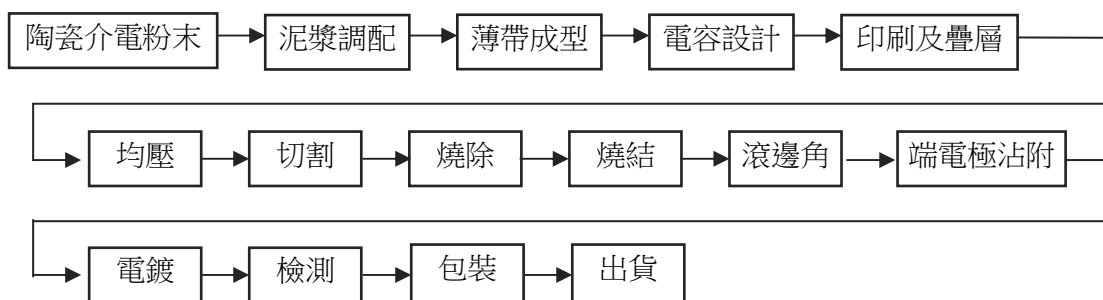 陶瓷介電粉末 泥漿調配 薄帶成型 電容設計 印刷及疊層
均壓 切割 燒除 燒結 滾邊角 端電極沾附
電鍍 檢測 包裝 出貨